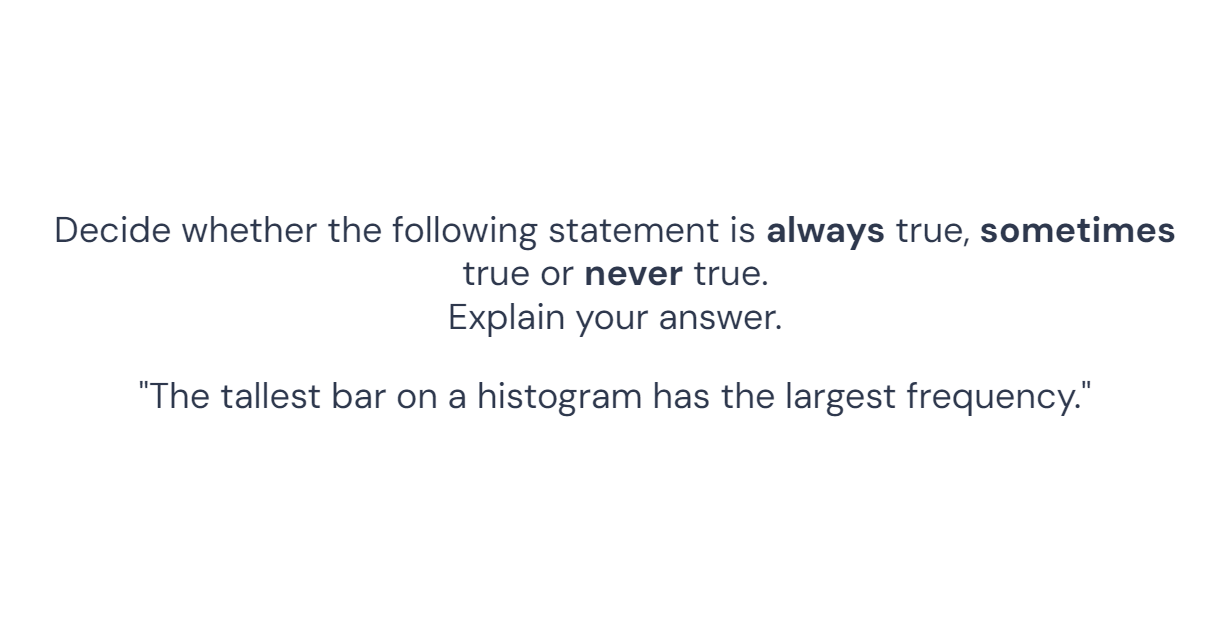 Decide whether the following statement is always true, sometimes
true or never true.
Explain your answer.
"The tallest bar on a histogram has the largest frequency."